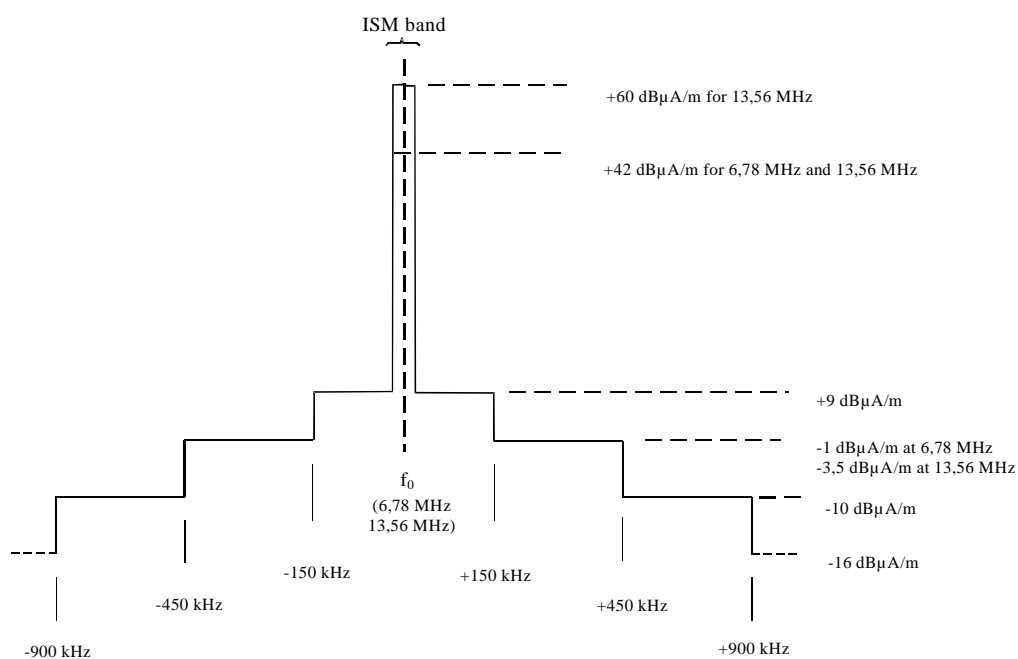 ISM band
+60 dBµA/m for 13,56 MHz
+42 dBµA/m for 6,78 MHz and 13,56 MHz
+9 dBµA/m
-1 dBµA/m at 6,78 MHz
-3,5 dBµA/m at 13,56 MHz
f₀
(6,78 MHz
13,56 MHz)
-10 dBµA/m
-16 dBµA/m
-150 kHz
+150 kHz
-450 kHz
+450 kHz
-900 kHz
+900 kHz